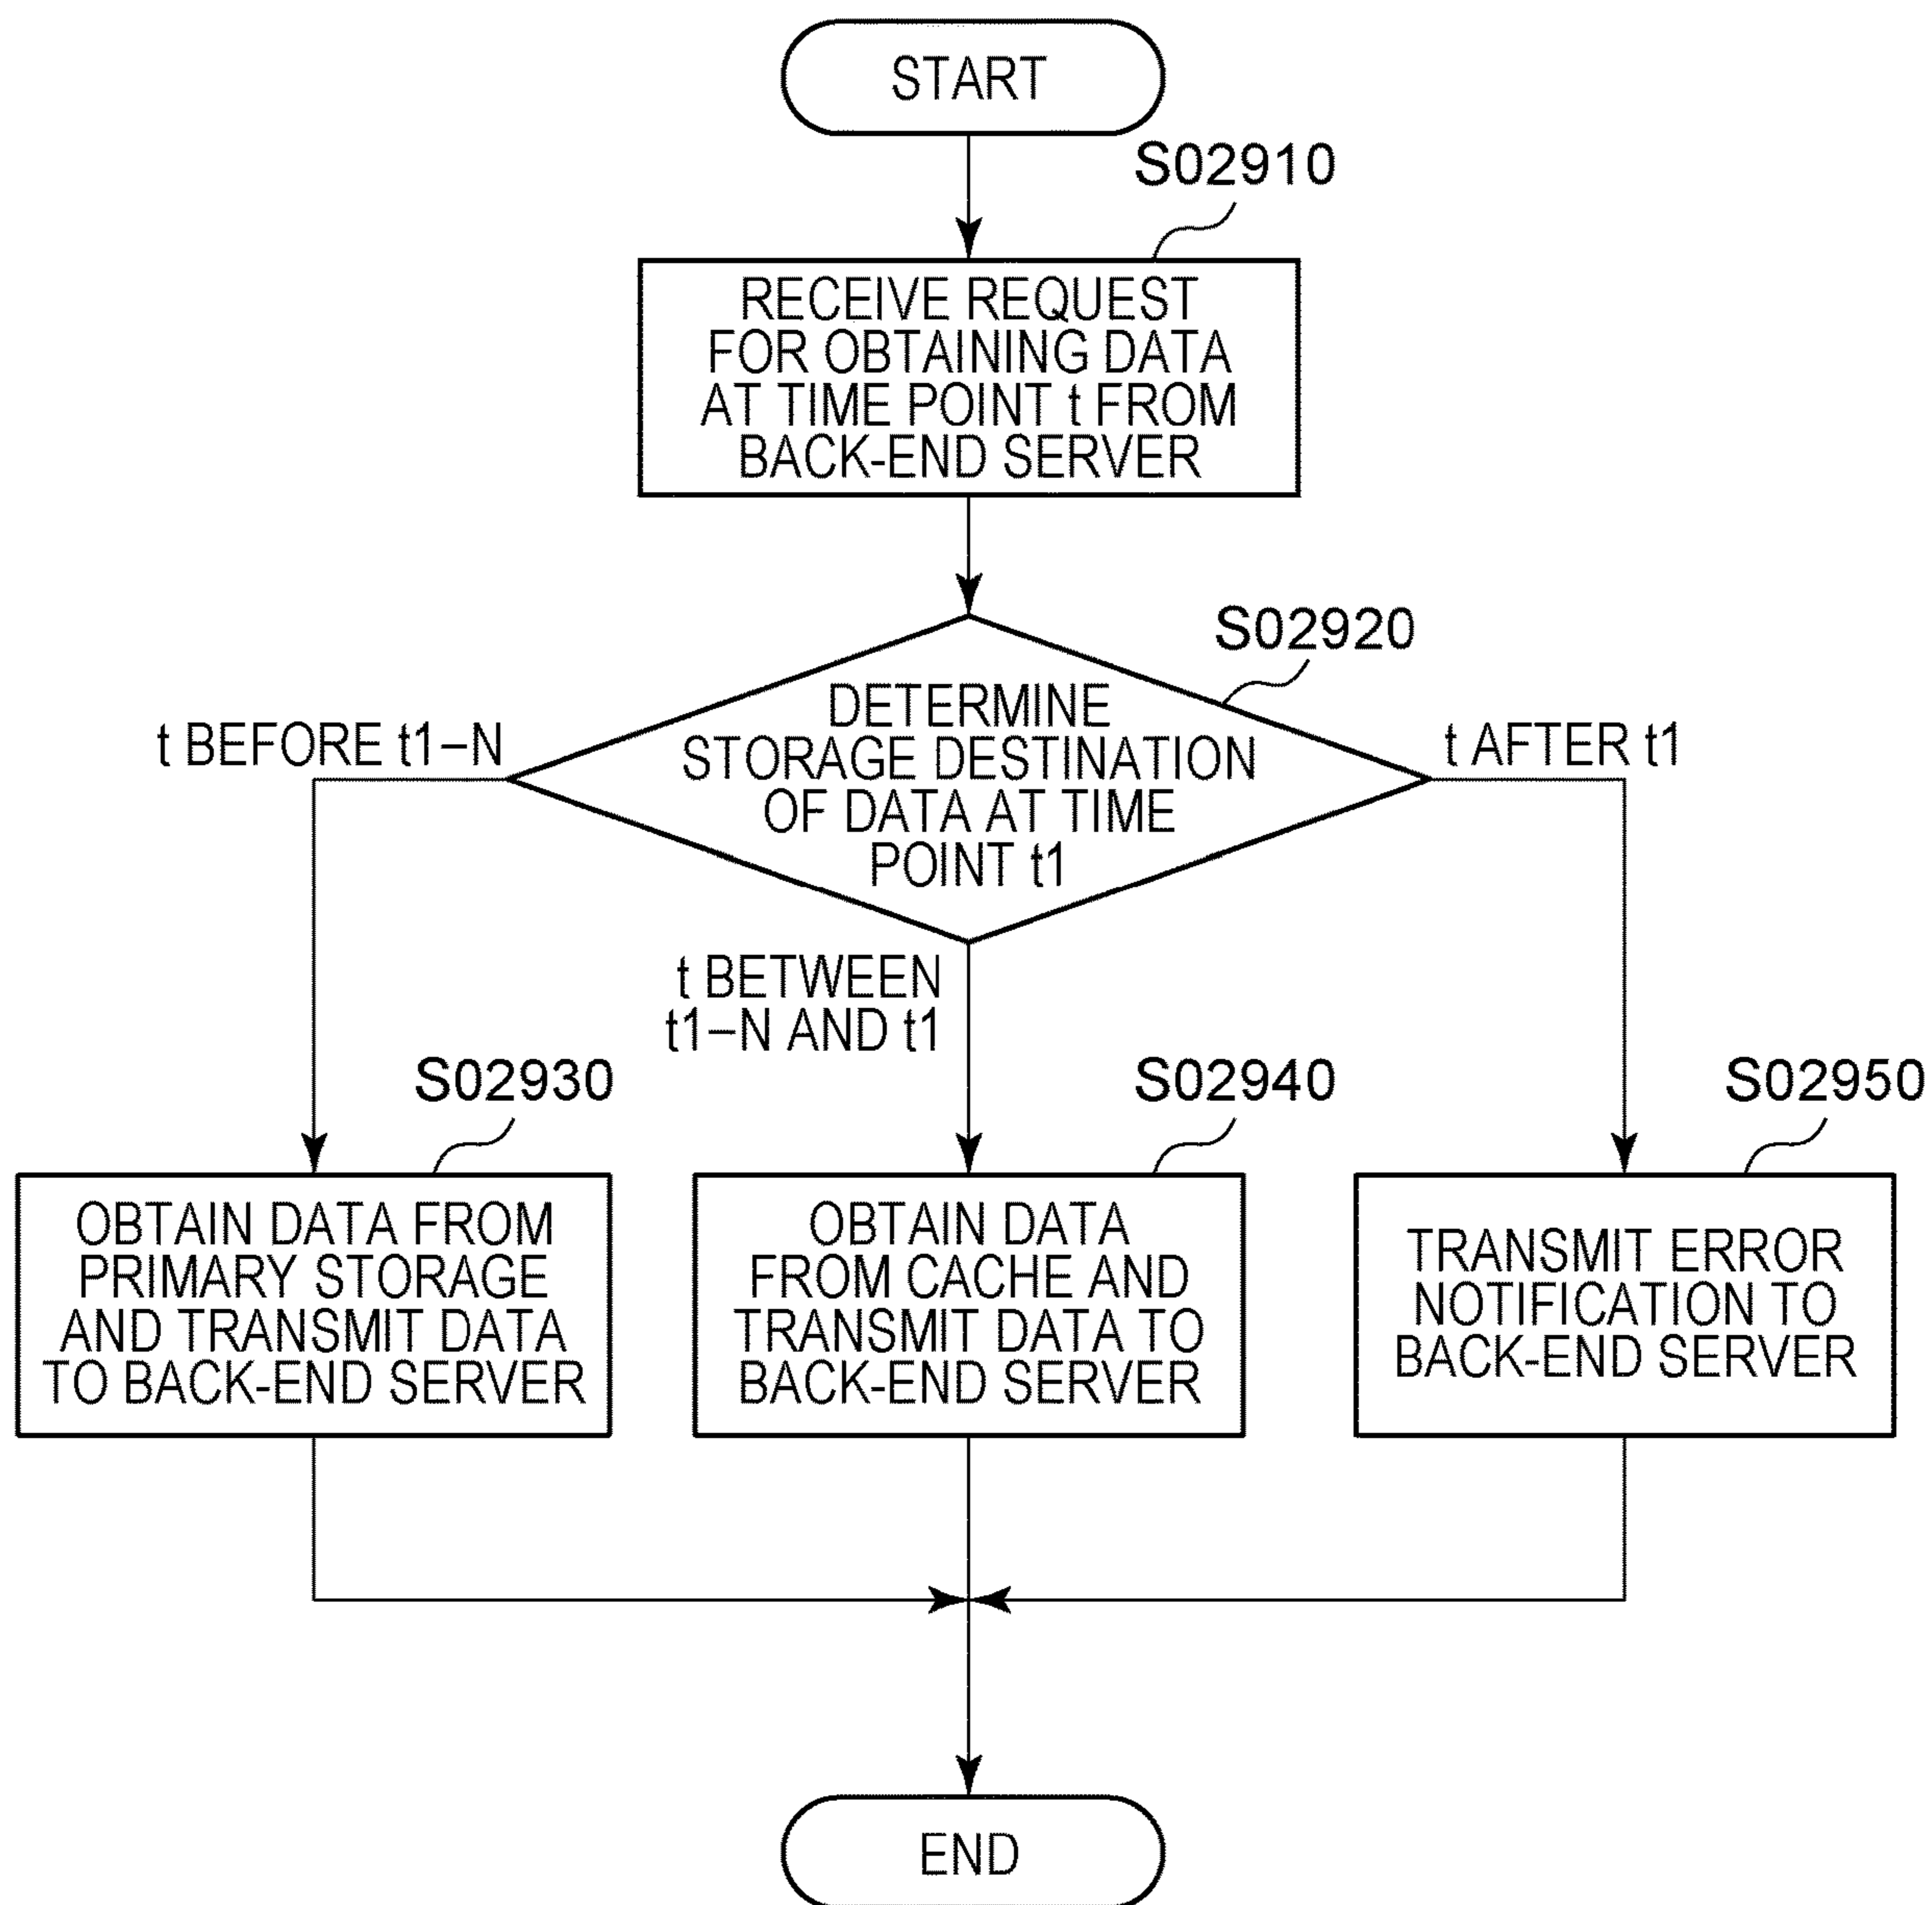 START
S02910
RECEIVE REQUEST
FOR OBTAINING DATA
AT TIME POINT t FROM
BACK-END SERVER
S02920
DETERMINE
STORAGE DESTINATION
OF DATA AT TIME
POINT t1
t BEFORE t1–N
t AFTER t1
t BETWEEN
t1–N AND t1
S02930
OBTAIN DATA FROM
PRIMARY STORAGE
AND TRANSMIT DATA
TO BACK-END SERVER
S02940
OBTAIN DATA
FROM CACHE AND
TRANSMIT DATA TO
BACK-END SERVER
S02950
TRANSMIT ERROR
NOTIFICATION TO
BACK-END SERVER
END